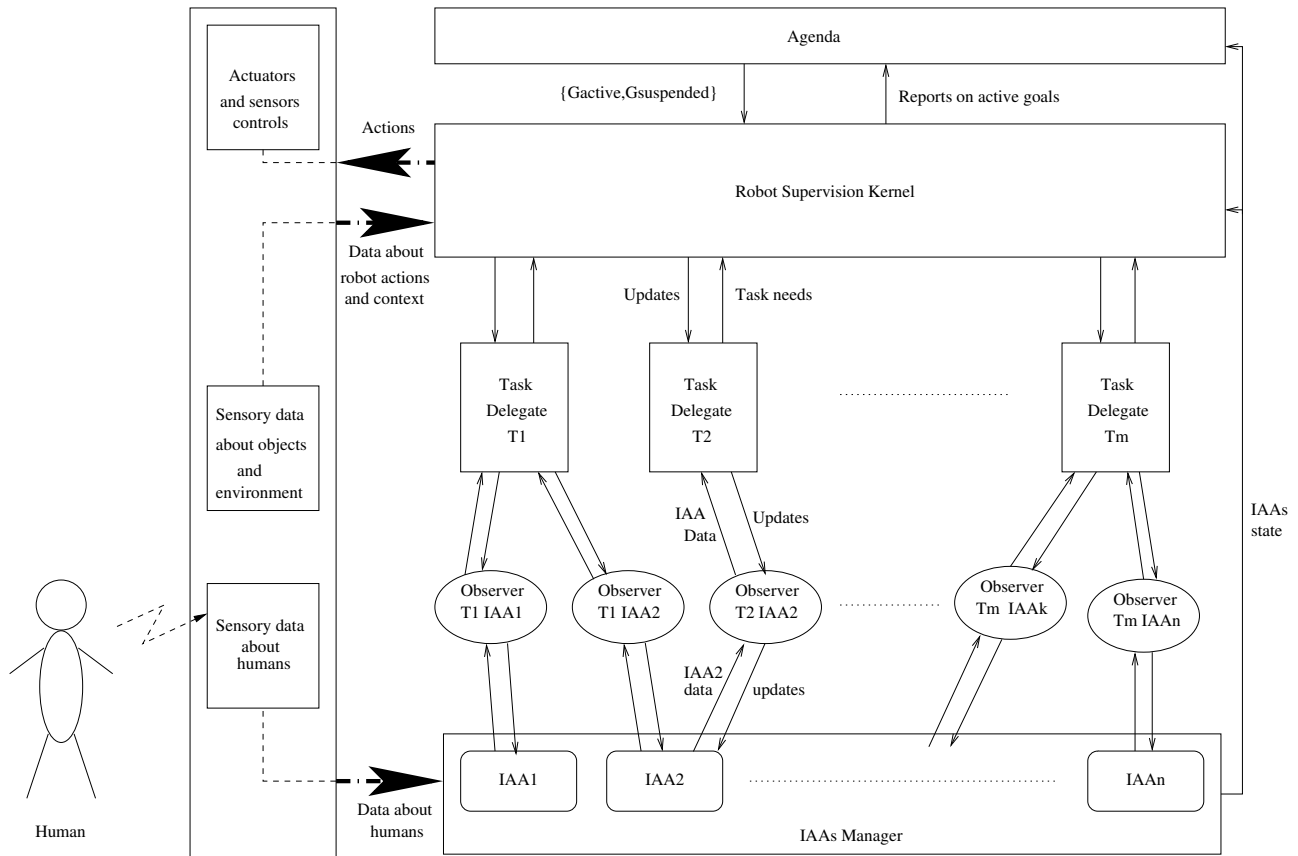 Agenda
Actuators
and sensors
controls
{Gactive,Gsuspended}
Reports on active goals
Actions
Robot Supervision Kernel
Data about
robot actions
and context
Updates
Task needs
Task
Delegate
T1
Task
Delegate
T2
Task
Delegate
Tm
Sensory data
about objects
and
environment
IAA
Data
Updates
IAAs
state
Observer
T1 IAA1
Observer
T1 IAA2
Observer
T2 IAA2
Observer
Tm IAAk
Observer
Tm IAAn
Sensory data
about
humans
IAA2
data
updates
IAA1
IAA2
IAAn
Data about
humans
Human
IAAs Manager